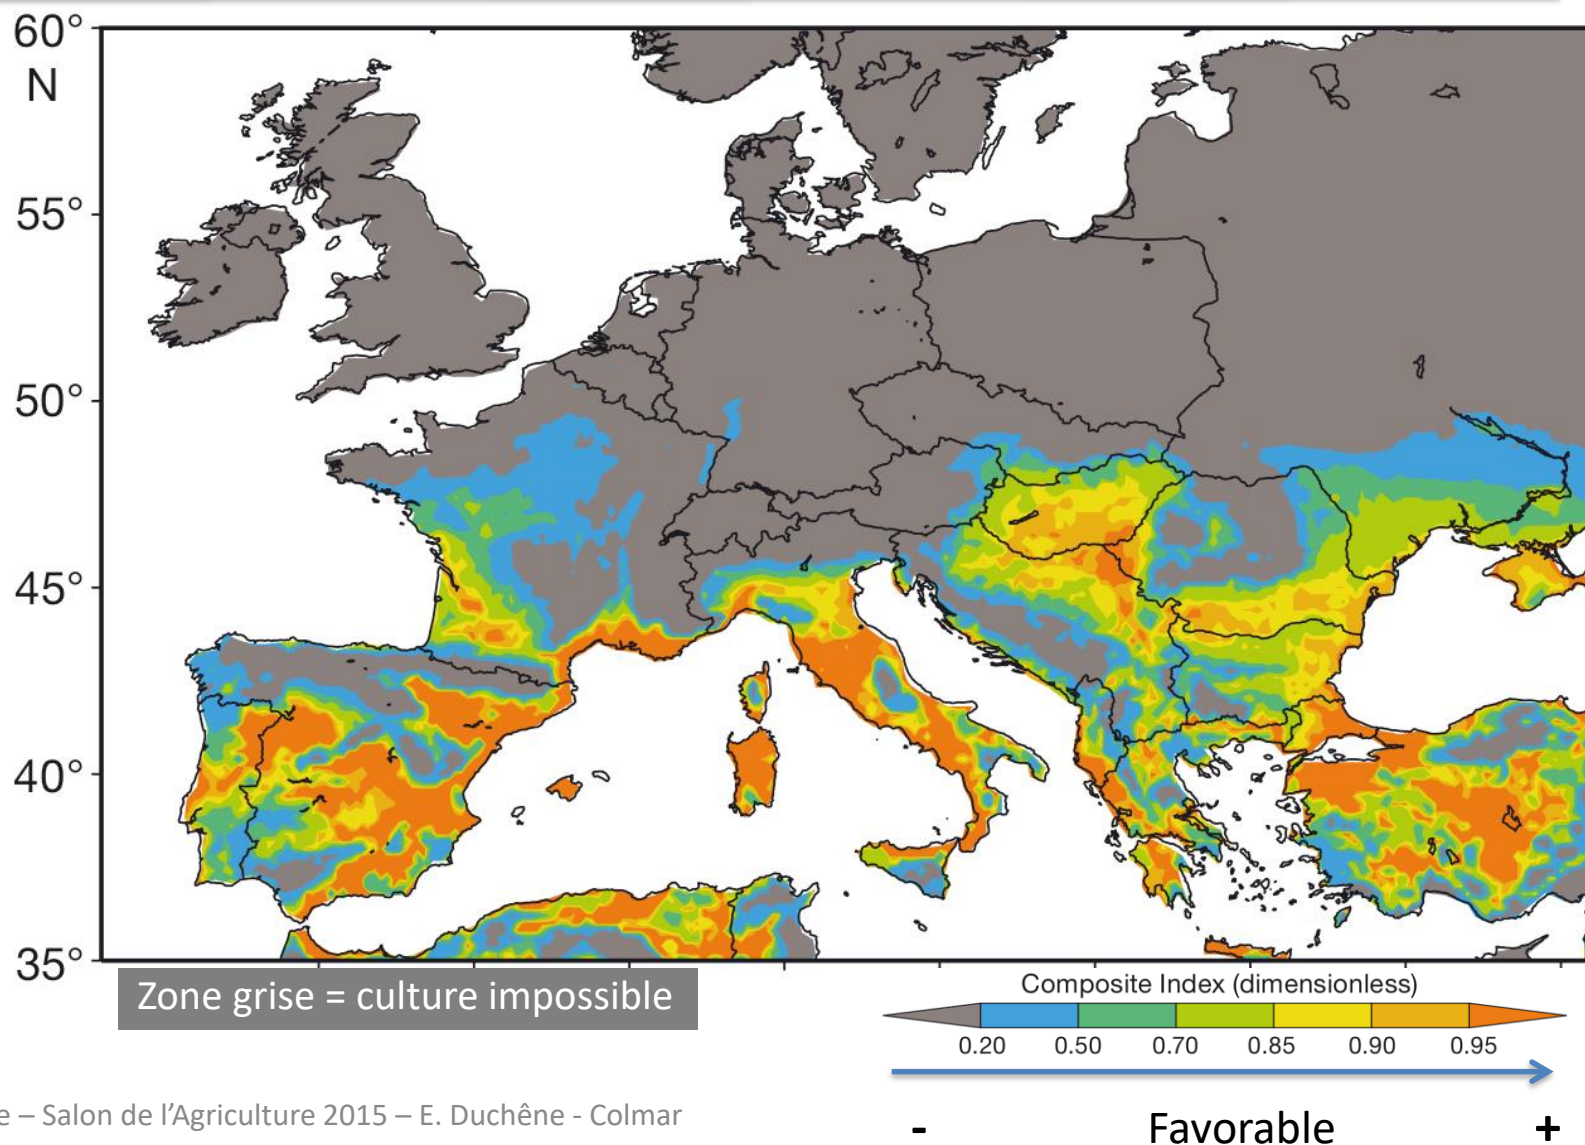 60°
N
55°
50°
45°
40°
35°
Zone grise = culture impossible
Composite Index (dimensionless)
0.20 0.50 0.70 0.85 0.90 0.95
e – Salon de l'Agriculture 2015 – E. Duchêne - Colmar
- Favorable +